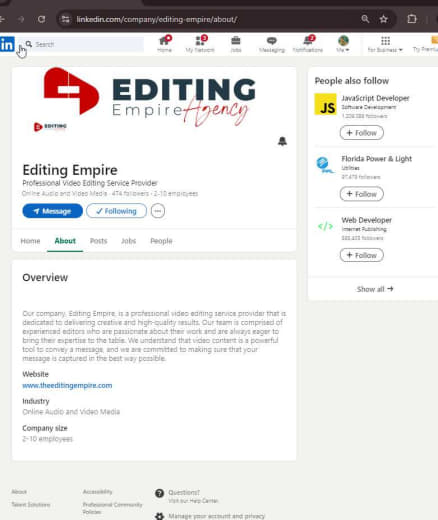 linkedin.com/company/editing-empire/about/
in
Search
Home
My Network
Jobs
Messaging
Notifications
Me
For Business
Try Premiu
EDITING
Empire Agency
EDITING
Editing Empire
Professional Video Editing Service Provider
Online Audio and Video Media · 474 followers · 2-10 employees
Message
Following
Home About Posts Jobs People
Overview
Our company, Editing Empire, is a professional video editing service provider that is
dedicated to delivering creative and high-quality results. Our team is comprised of
experienced editors who are passionate about their work and are always eager to
bring their expertise to the table. We understand that video content is a powerful
tool to convey a message, and we are committed to making sure that your
message is captured in the best way possible.
Website
www.theeditingempire.com
Industry
Online Audio and Video Media
Company size
2-10 employees
People also follow
JS
JavaScript Developer
Software Development
followers
+ Follow
Florida Power & Light
Utilities
followers
+ Follow
</>
Web Developer
Internet Publishing
followers
+ Follow
Show all →
About
Accessibility
Questions?
Visit our Help Center.
Talent Solutions
Professional Community
Policies
Manage your account and privacy